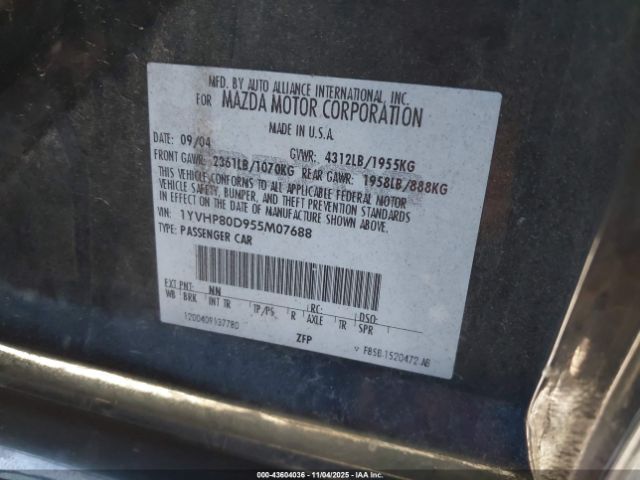 MFD. BY AUTO ALLIANCE INTERNATIONAL, INC.
FOR MAZDA MOTOR CORPORATION
MADE IN U.S.A.
DATE: 09/04 GVWR: 4312LB/1955KG
FRONT GAWR: 2361LB/1070KG REAR GAWR: 1958LB/888KG
THIS VEHICLE CONFORMS TO ALL APPLICABLE FEDERAL MOTOR
VEHICLE SAFETY, BUMPER, AND THEFT PREVENTION STANDARDS
IN EFFECT ON THE DATE OF MANUFACTURE SHOWN ABOVE.
VIN: 1YVHP80D955M07688
TYPE: PASSENGER CAR
EXT PNT: NN RC: DSO:
WB BRK INT TR TP/PS R AXLE TR SPR
1200409137780
ZFP
F85B 1520472 AB
000-43604036 - 11/04/2025 - IAAI.COM